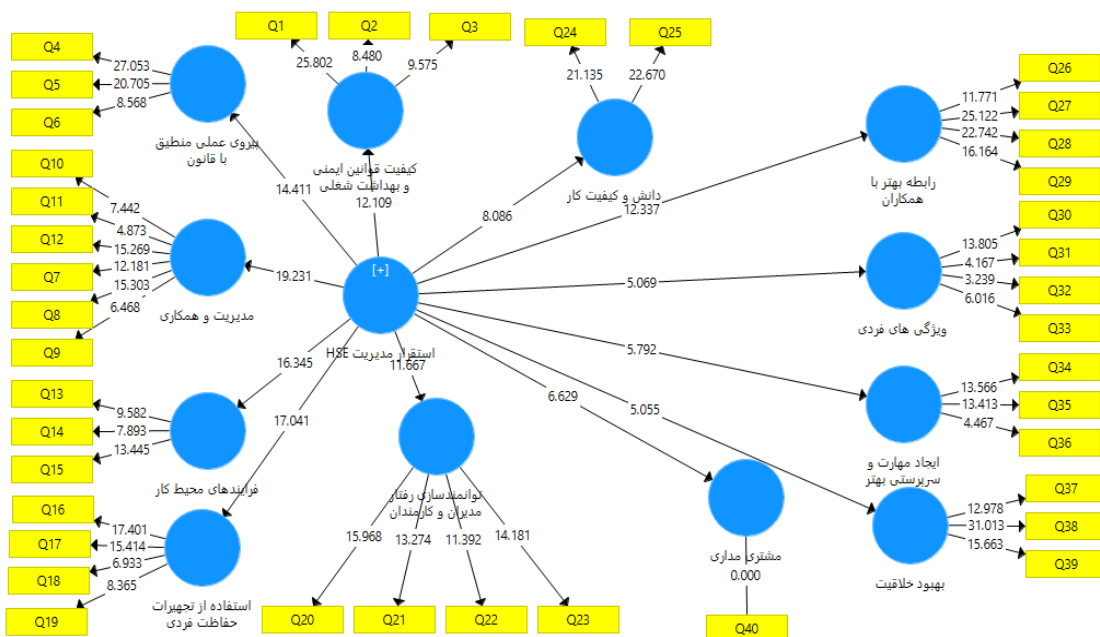 Q1
Q2
Q3
Q24
Q25
Q4
Q5
Q6
27.053
20.705
8.568
25.802
8.480
9.575
21.135
22.670
Q26
Q27
Q28
Q29
11.771
25.122
22.742
16.164
پیروی عملی منطبق
با قانون
کیفیت قوانین ایمنی
و بهداشت شغلی
دانش و کیفیت کار
رابطه بهتر با
همکاران
14.411
12.109
8.086
12.337
Q10
Q11
Q12
Q7
Q8
Q9
7.442
4.873
15.269
12.181
15.303
6.468
مدیریت و همکاری
19.231
[+]
استقرار مدیریت HSE
5.069
Q30
Q31
Q32
Q33
13.805
4.167
3.239
6.016
ویژگی های فردی
16.345
17.041
11.667
6.629
5.055
5.792
Q13
Q14
Q15
9.582
7.893
13.445
فرایندهای محیط کار
Q34
Q35
Q36
13.566
13.413
4.467
ایجاد مهارت و
سرپرستی بهتر
توانمندسازی رفتار
مدیران و کارمندان
Q16
Q17
Q18
Q19
17.401
15.414
6.933
8.365
استفاده از تجهیرات
حفاظت فردی
15.968
13.274
11.392
14.181
Q20
Q21
Q22
Q23
مشتری مداری
0.000
Q40
Q37
Q38
Q39
12.978
31.013
15.663
بهبود خلاقیت